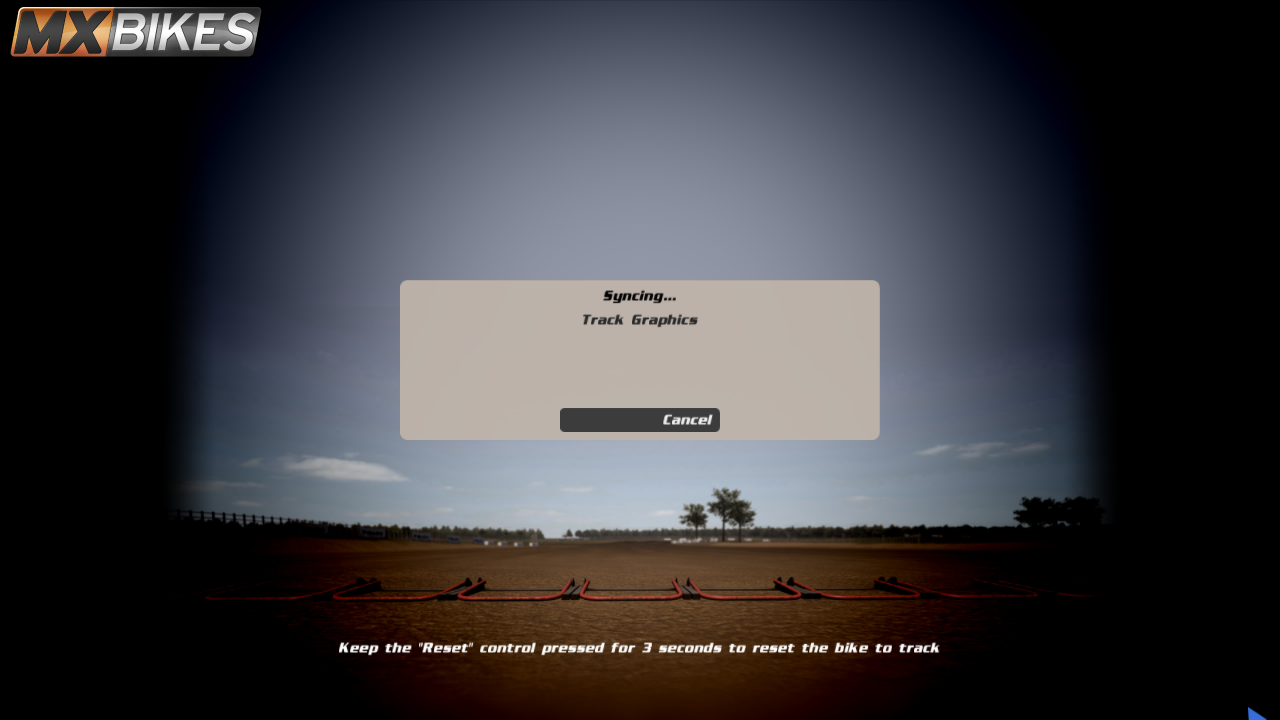 MX BIKES
Syncing...
Track Graphics
Cancel
Keep the "Reset" control pressed for 3 seconds to reset the bike to track